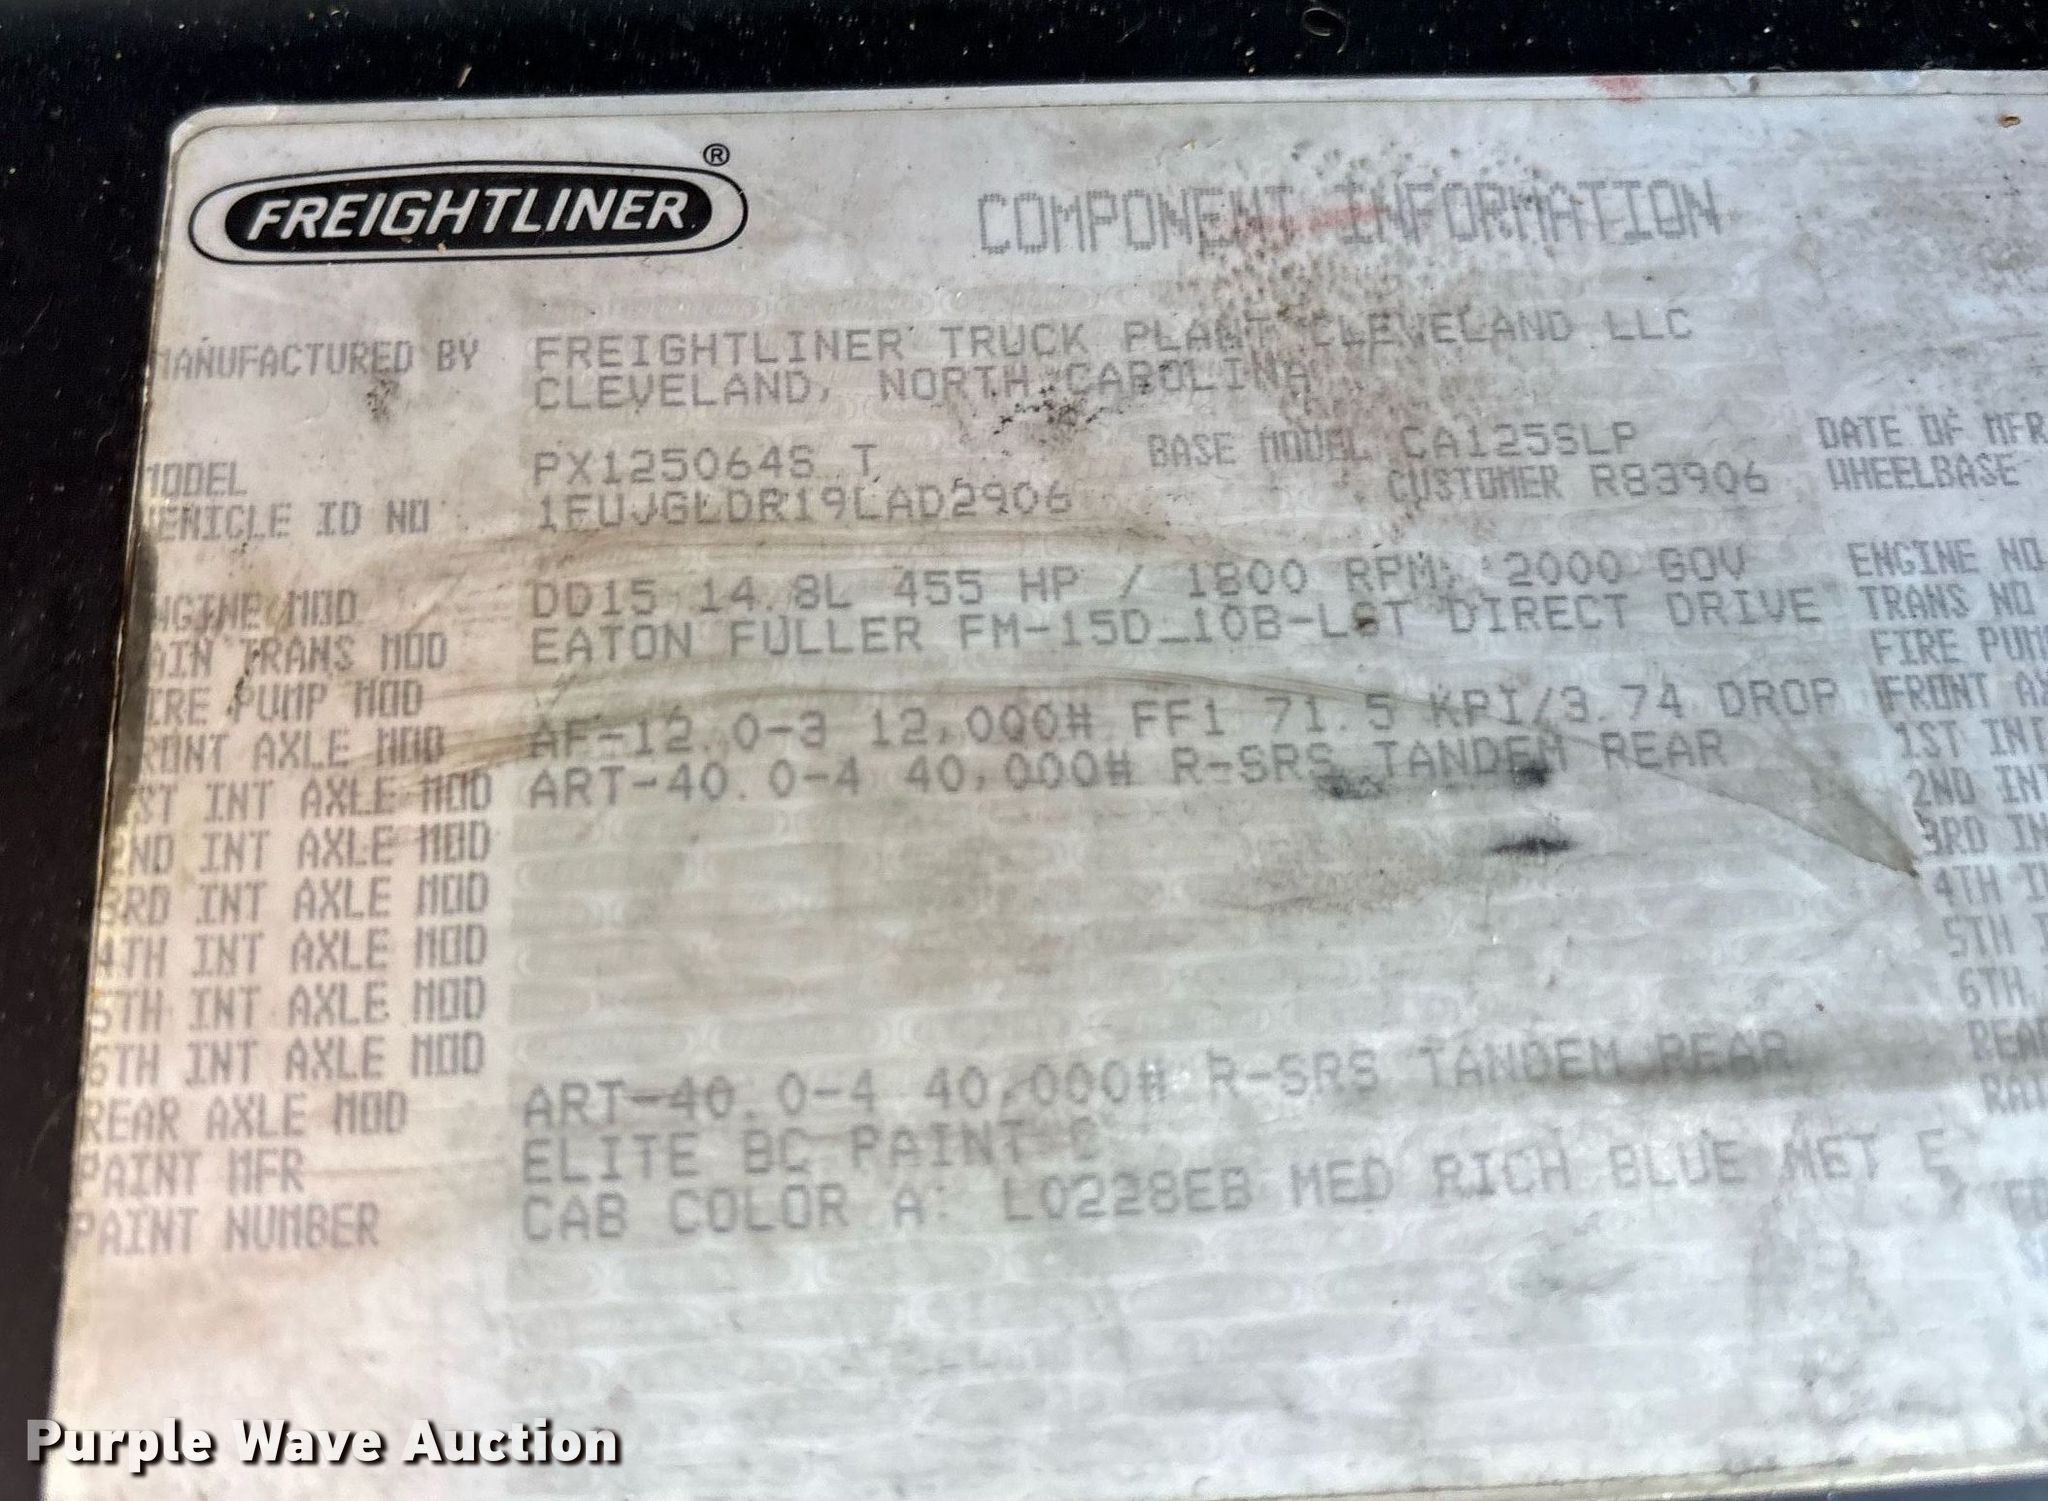 FREIGHTLINER ®
COMPONENT INFORMATION
MANUFACTURED BY FREIGHTLINER TRUCK PLANT CLEVELAND LLC
CLEVELAND, NORTH CAROLINA
MODEL PX125064S T BASE MODEL CA125SLP DATE OF MFR
VEHICLE ID NO 1FUJGLDR19LAD2906 CUSTOMER R83906 WHEELBASE
ENGINE MOD DD15 14.8L 455 HP / 1800 RPM; 2000 GOV ENGINE NO
MAIN TRANS MOD EATON FULLER FM-15D_10B-LST DIRECT DRIVE TRANS NO
FIRE PUMP MOD FIRE PUM
FRONT AXLE MOD AF-12.0-3 12,000# FF1 71.5 KPI/3.74 DROP FRONT AX
1ST INT AXLE MOD ART-40.0-4 40,000# R-SRS TANDEM REAR 1ST INT
2ND INT AXLE MOD 2ND INT
3RD INT AXLE MOD 3RD IN
4TH INT AXLE MOD 4TH I
5TH INT AXLE MOD 5TH I
6TH INT AXLE MOD 6TH
REAR AXLE MOD ART-40.0-4 40,000# R-SRS TANDEM REAR REAR
PAINT MFR ELITE BC PAINT C
PAINT NUMBER CAB COLOR A: L0228EB MED RICH BLUE MET E
Purple Wave Auction